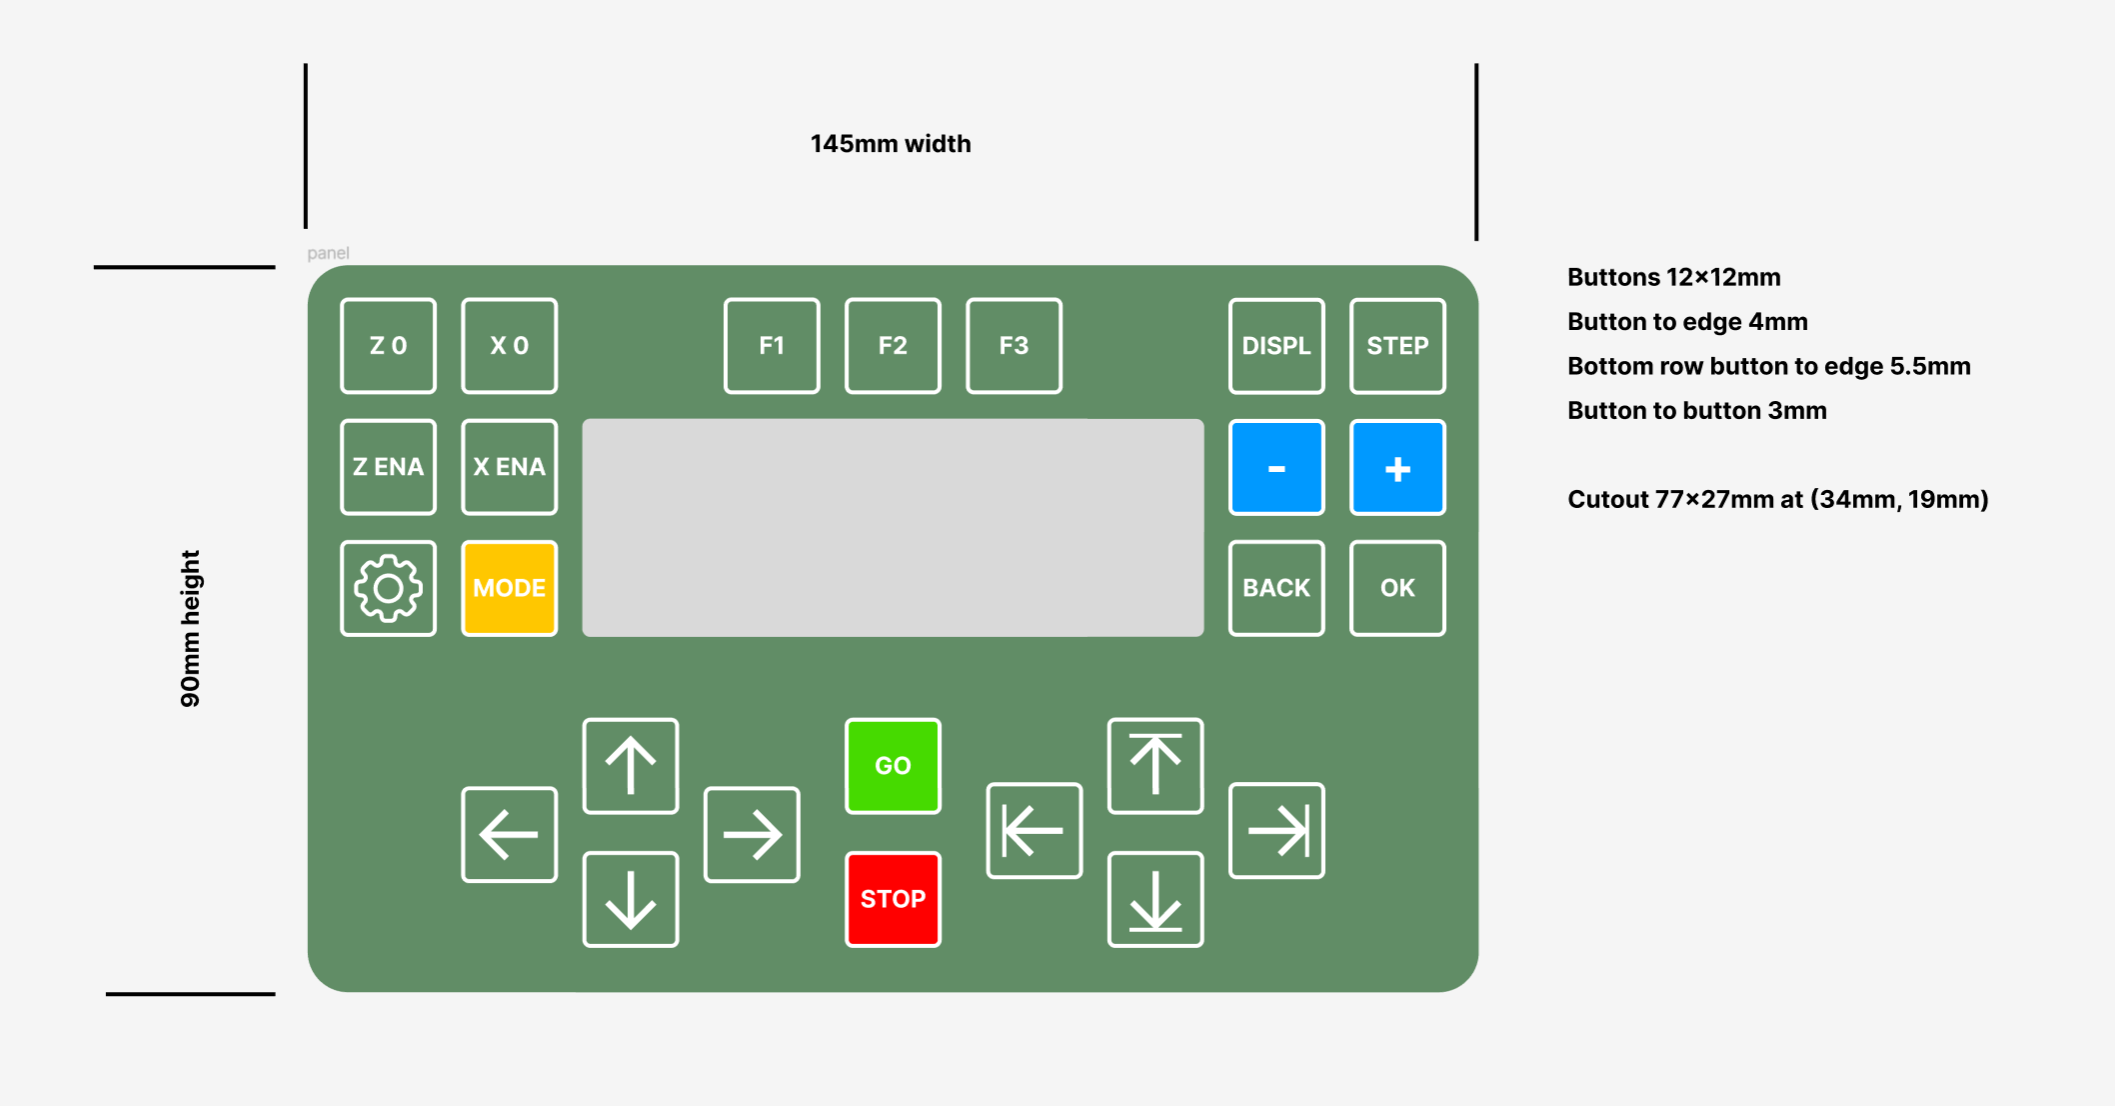 145mm width
panel
90mm height
Z 0
X 0
F1
F2
F3
DISPL
STEP
Z ENA
X ENA
-
+
MODE
BACK
OK
GO
STOP
Buttons 12×12mm
Button to edge 4mm
Bottom row button to edge 5.5mm
Button to button 3mm
Cutout 77×27mm at (34mm, 19mm)